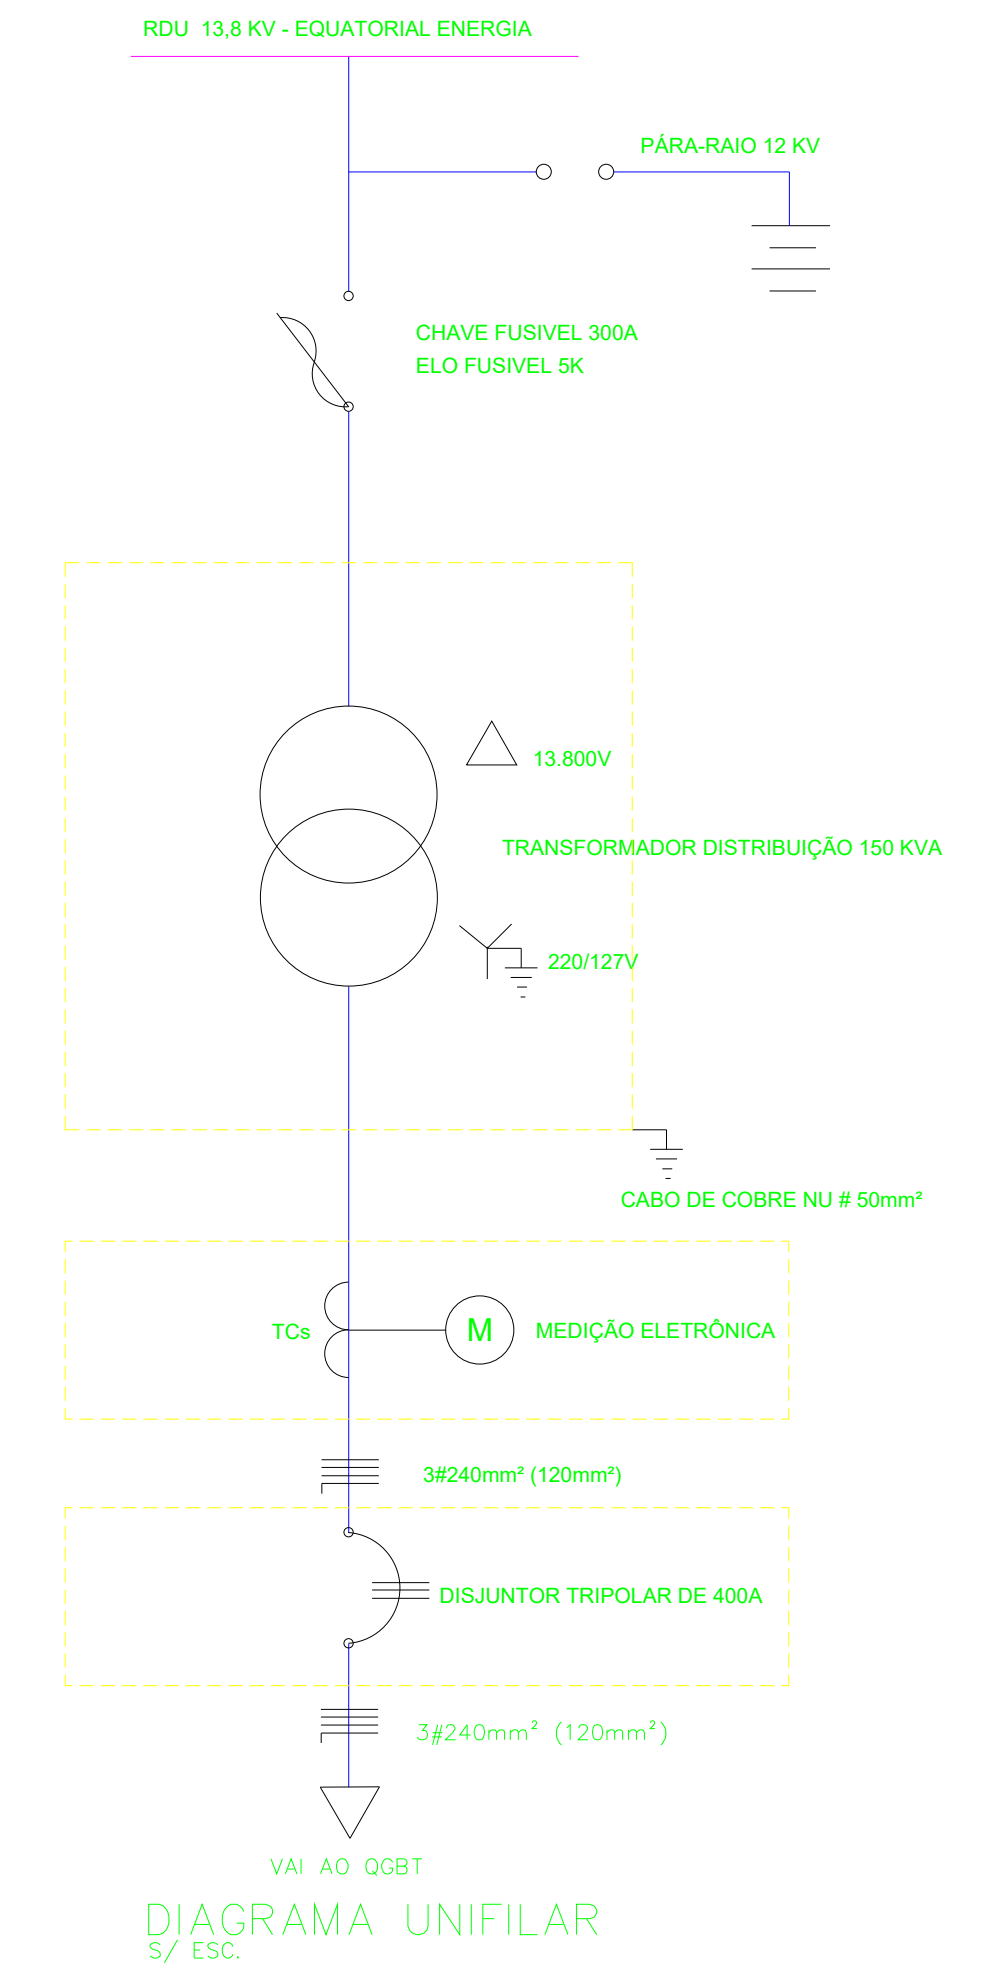 RDU 13,8 KV - EQUATORIAL ENERGIA
PÁRA-RAIO 12 KV
CHAVE FUSIVEL 300A
ELO FUSIVEL 5K
13.800V
TRANSFORMADOR DISTRIBUIÇÃO 150 KVA
220/127V
CABO DE COBRE NU # 50mm²
TCs
M
MEDIÇÃO ELETRÔNICA
3#240mm² (120mm²)
DISJUNTOR TRIPOLAR DE 400A
3#240mm² (120mm²)
VAI AO QGBT
DIAGRAMA UNIFILAR
S/ ESC.